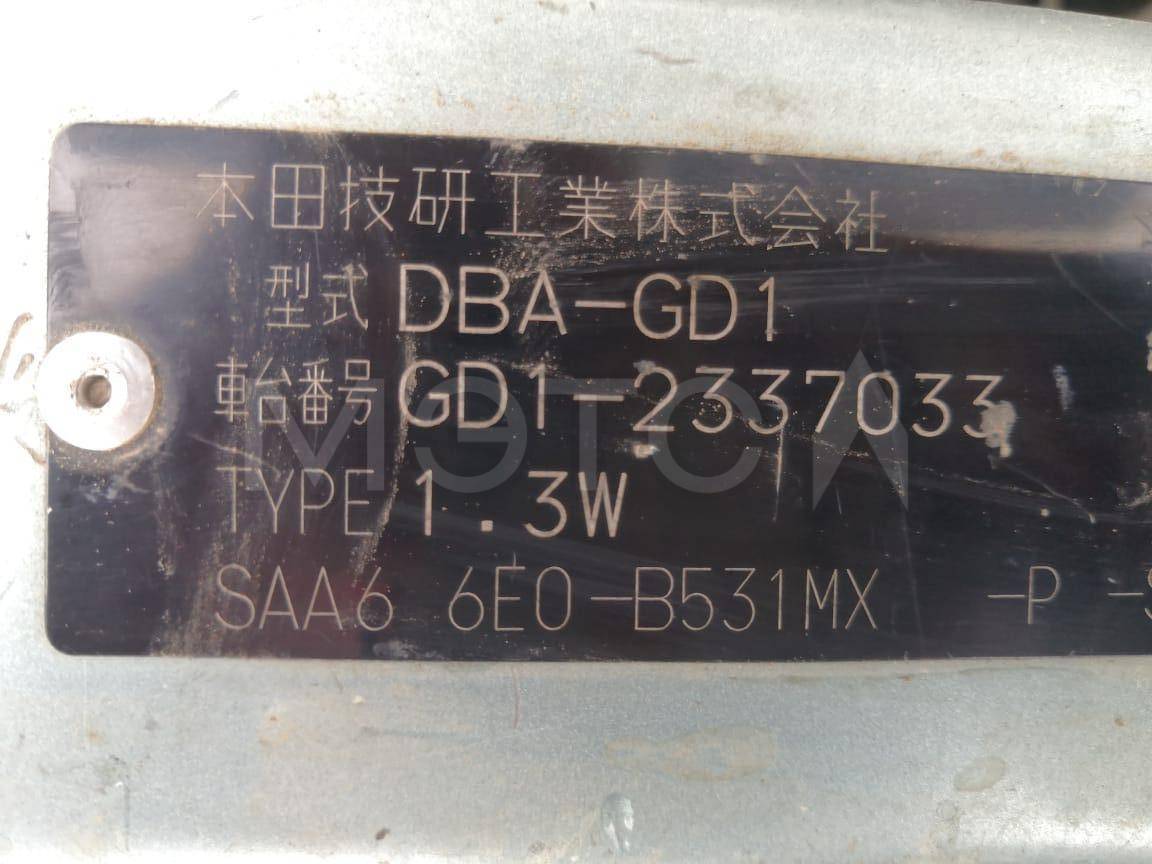 本田技研工業株式会社
型式 DBA-GD1
車台番号 GD1-2337033
TYPE 1.3W
SAA6 6E0-B531MX -P -S
МЭТОД